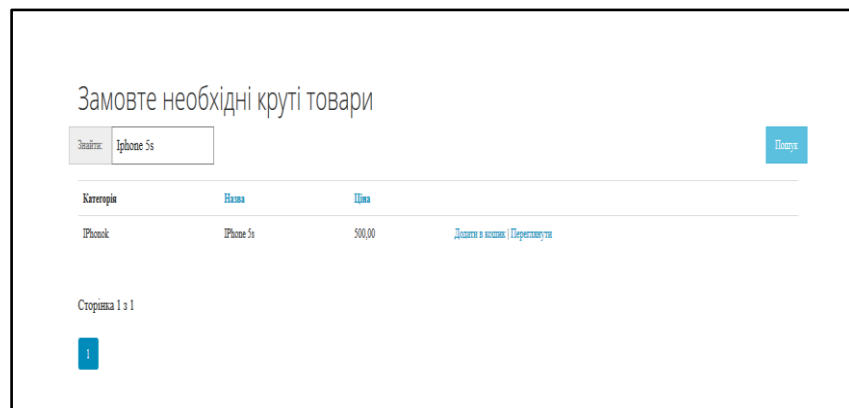 Замовте необхідні круті товари
Знайти: Iphone 5s Пошук
Категорія Назва Ціна
IPhonok IPhone 5s 500,00 Додати в кошик | Переглянути
Сторінка 1 з 1
1